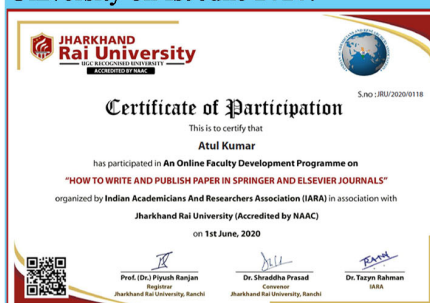 JHARKHAND
Rai University
UGC RECOGNISED UNIVERSITY
ACCREDITED BY NAAC
S.no : JRU/2020/0118
Certificate of Participation
This is to certify that
Atul Kumar
has participated in An Online Faculty Development Programme on
"HOW TO WRITE AND PUBLISH PAPER IN SPRINGER AND ELSEVIER JOURNALS"
organized by Indian Academicians And Researchers Association (IARA) in association with
Jharkhand Rai University (Accredited by NAAC)
on 1st June, 2020
Prof. (Dr.) Piyush Ranjan
Registrar
Jharkhand Rai University, Ranchi
Dr. Shraddha Prasad
Convenor
Jharkhand Rai University, Ranchi
Dr. Tazyn Rahman
IARA